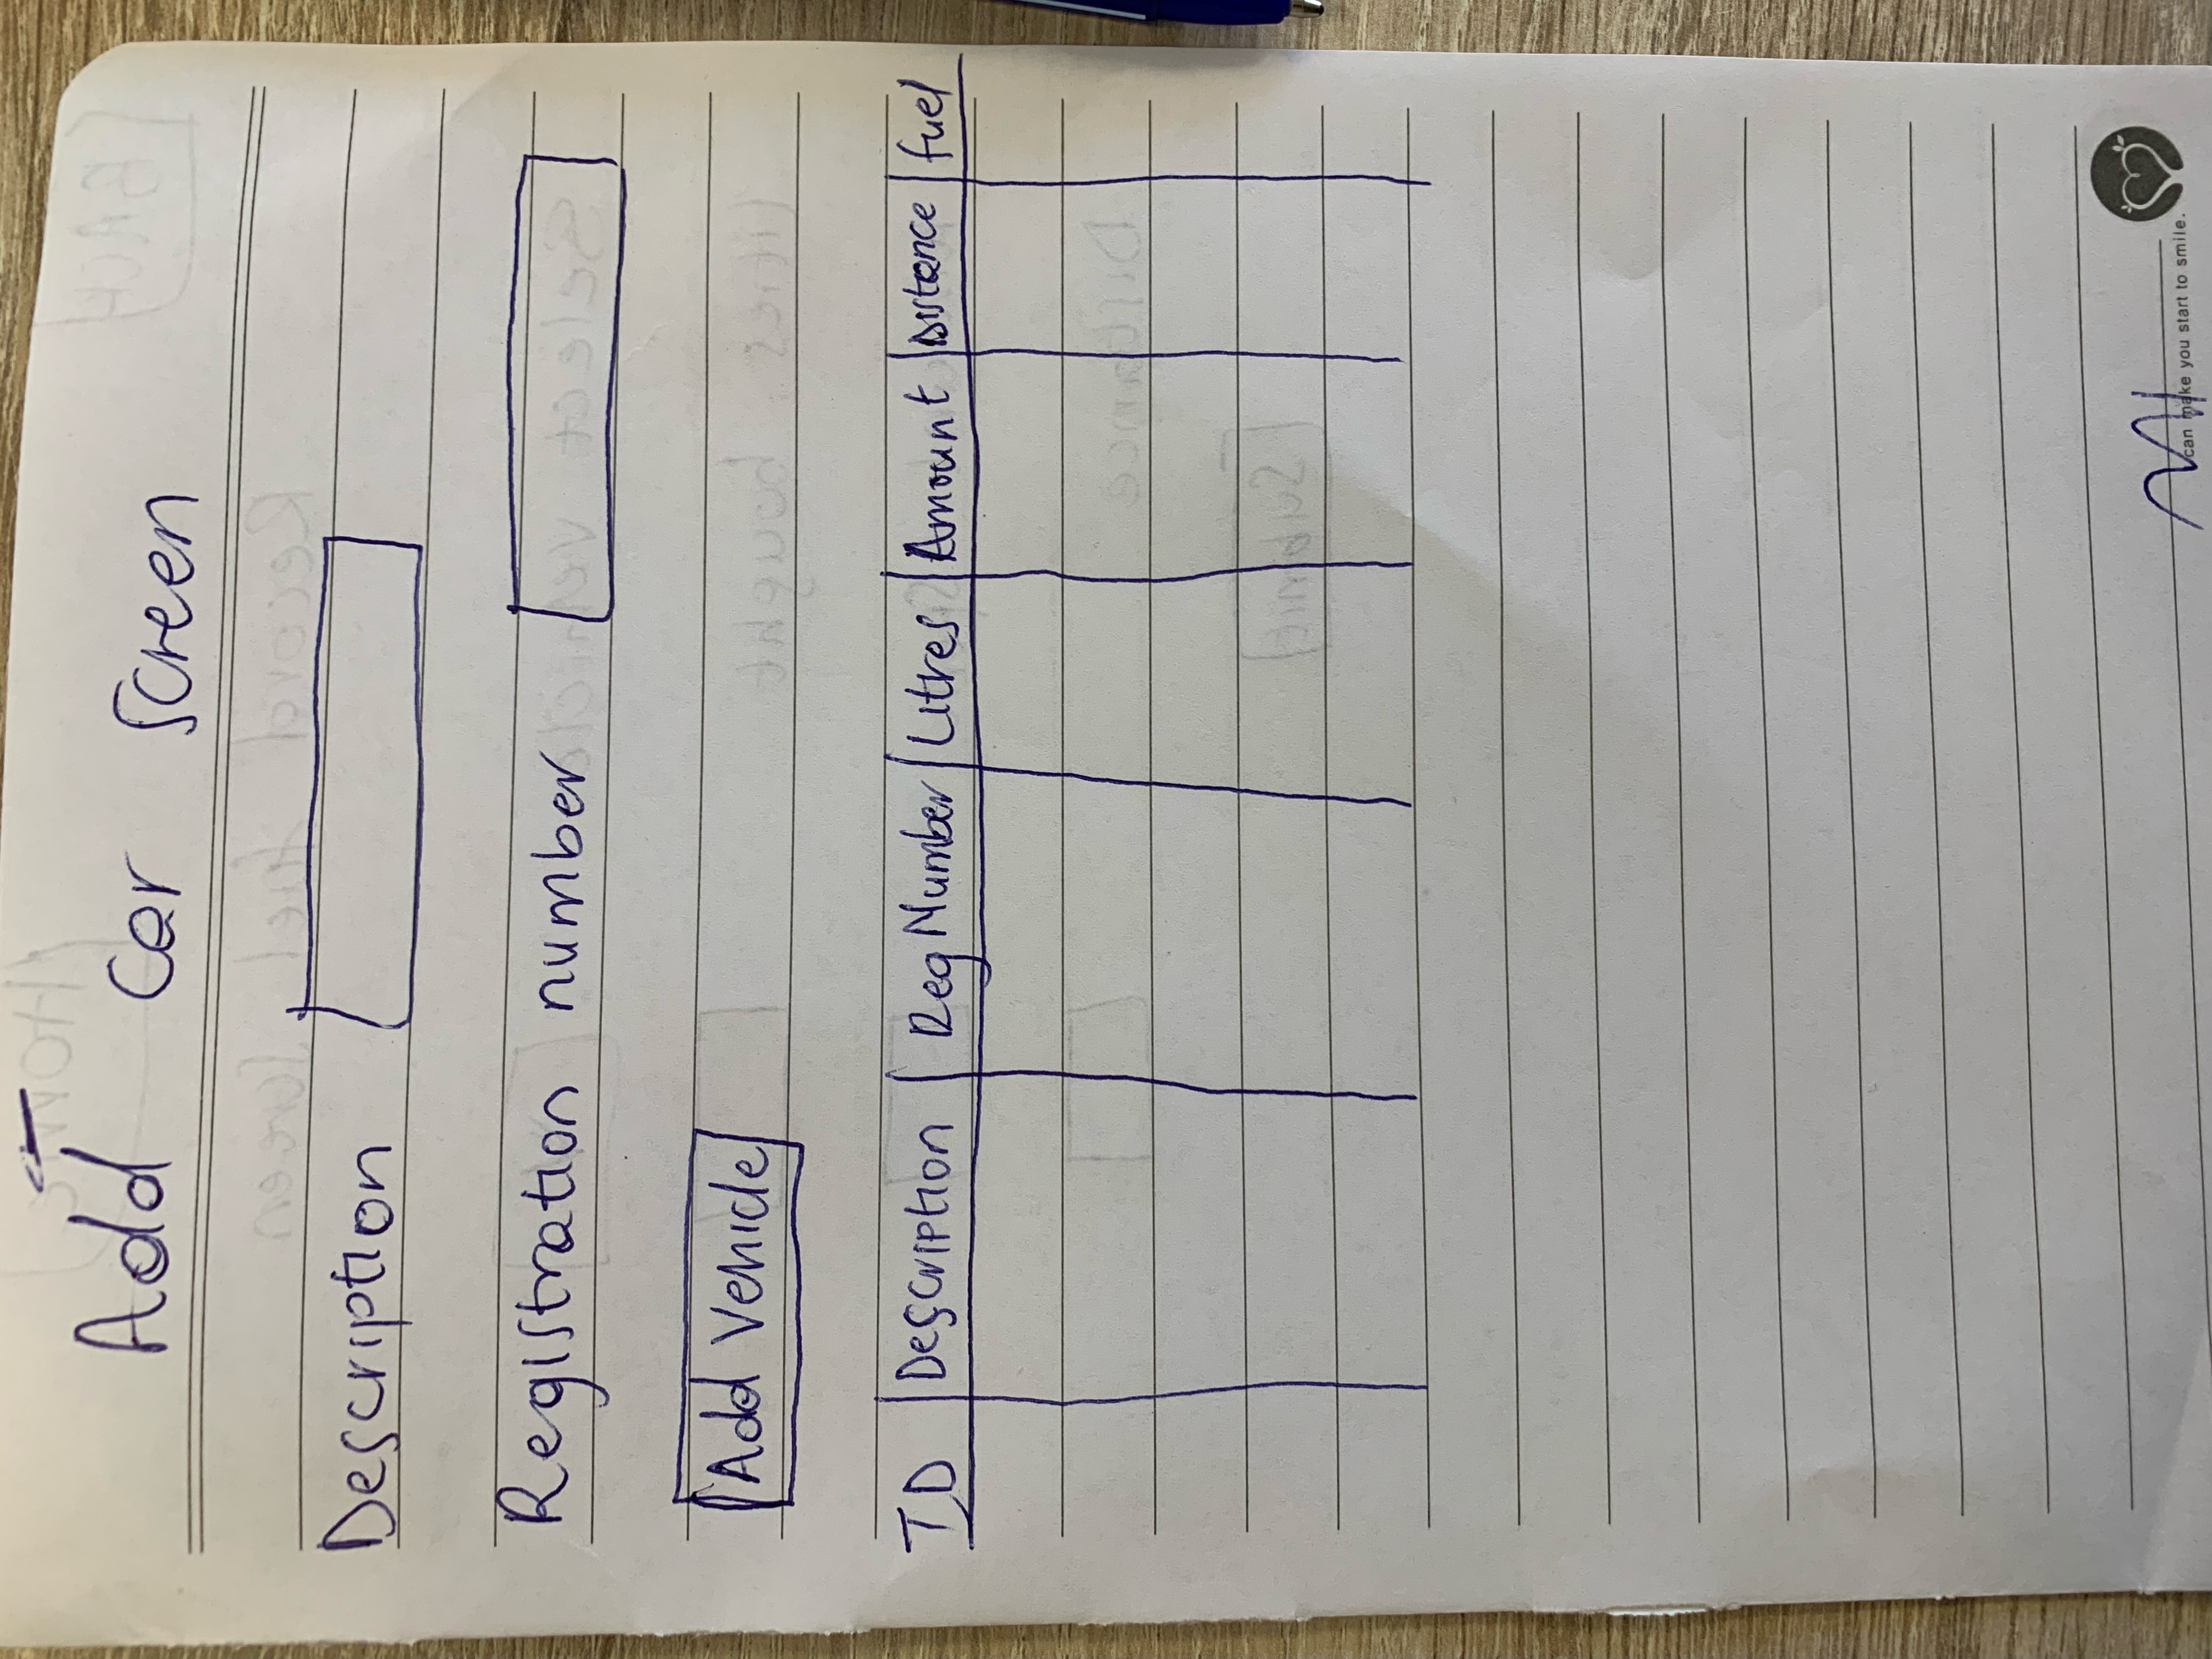 Add Car Screen
Description
Registration number
Add Vehicle
ID Description Reg Number Litres Amount Distance fuel
can make you start to smile.